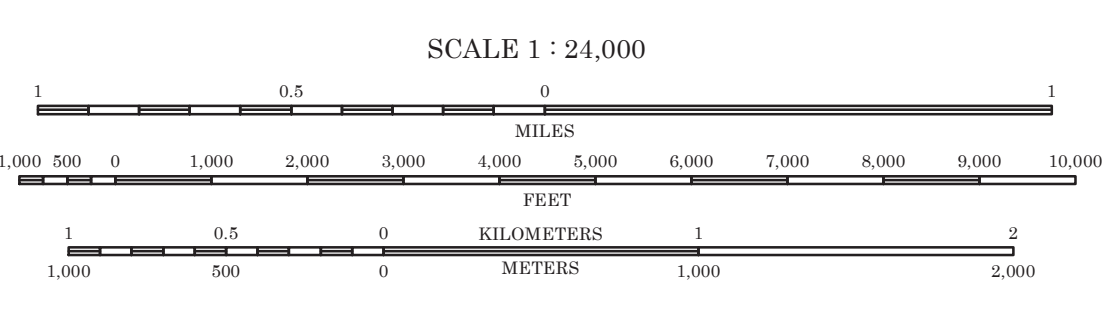 SCALE 1 : 24,000
1 0.5 0 1
MILES
1,000 500 0 1,000 2,000 3,000 4,000 5,000 6,000 7,000 8,000 9,000 10,000
FEET
1 0.5 0 KILOMETERS 1 2
1,000 500 0 METERS 1,000 2,000